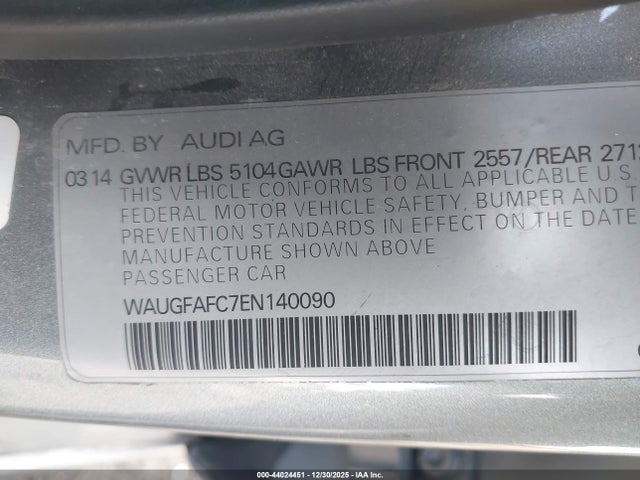 MFD. BY AUDI AG
03 14 GVWR LBS 5104 GAWR LBS FRONT 2557/REAR 271
THIS VEHICLE CONFORMS TO ALL APPLICABLE U.S.
FEDERAL MOTOR VEHICLE SAFETY, BUMPER AND T
PREVENTION STANDARDS IN EFFECT ON THE DATE
MANUFACTURE SHOWN ABOVE
PASSENGER CAR
WAUGFAFC7EN140090
000-44024451 - 12/30/2025 - © IAA Inc.